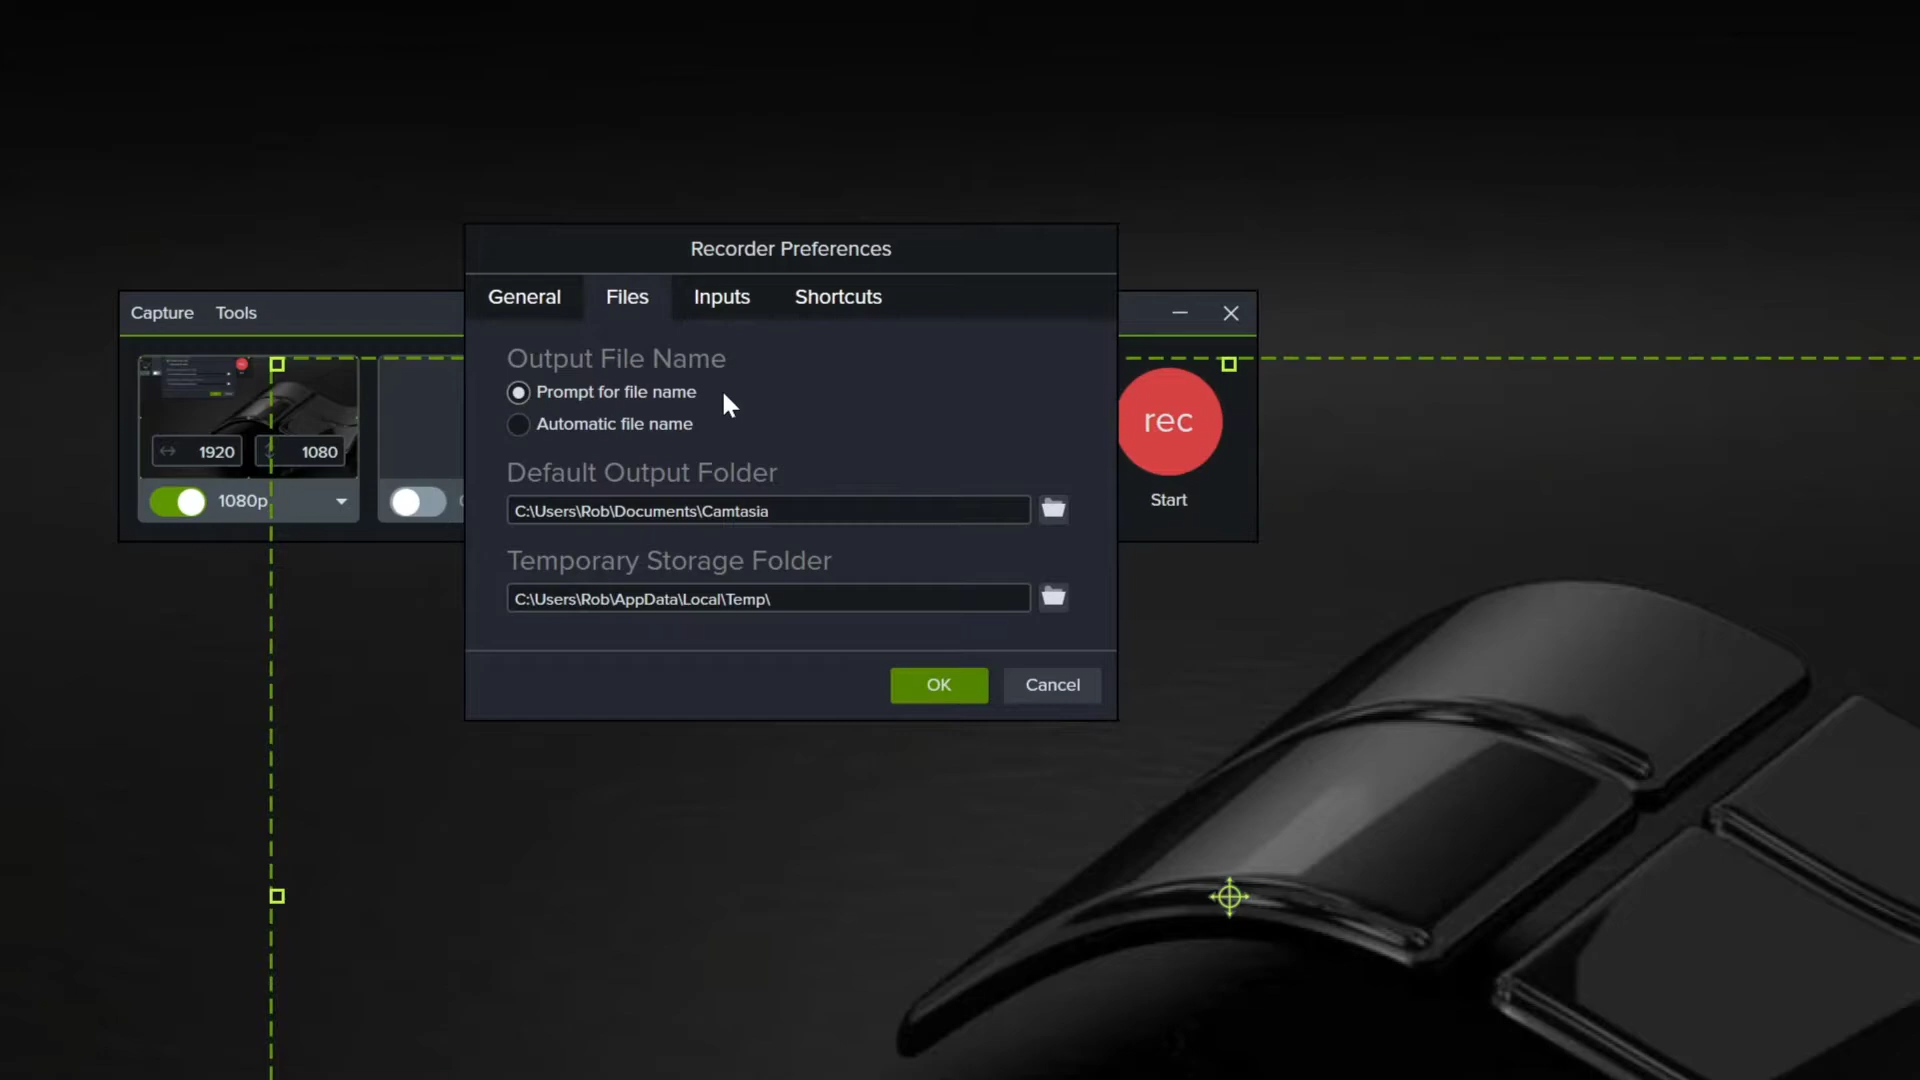 Recorder Preferences
General Files Inputs Shortcuts
Capture Tools
Output File Name
Prompt for file name
Automatic file name
1920 1080
1080p
rec
Start
Default Output Folder
C:\Users\Rob\Documents\Camtasia
Temporary Storage Folder
C:\Users\Rob\AppData\Local\Temp\
OK Cancel